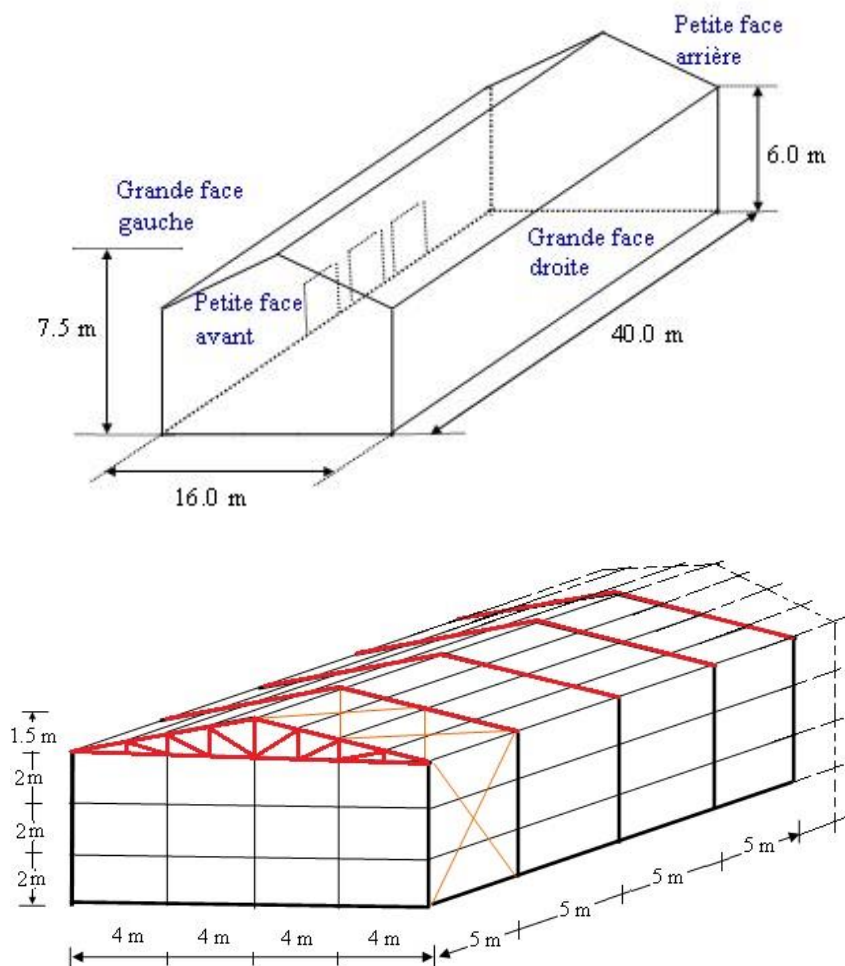 Petite face
arrière
6.0 m
Grande face
gauche
Grande face
droite
Petite face
avant
7.5 m
40.0 m
16.0 m
1.5 m
2m
2m
2m
4 m
4 m
4 m
4 m
5 m
5 m
5 m
5 m